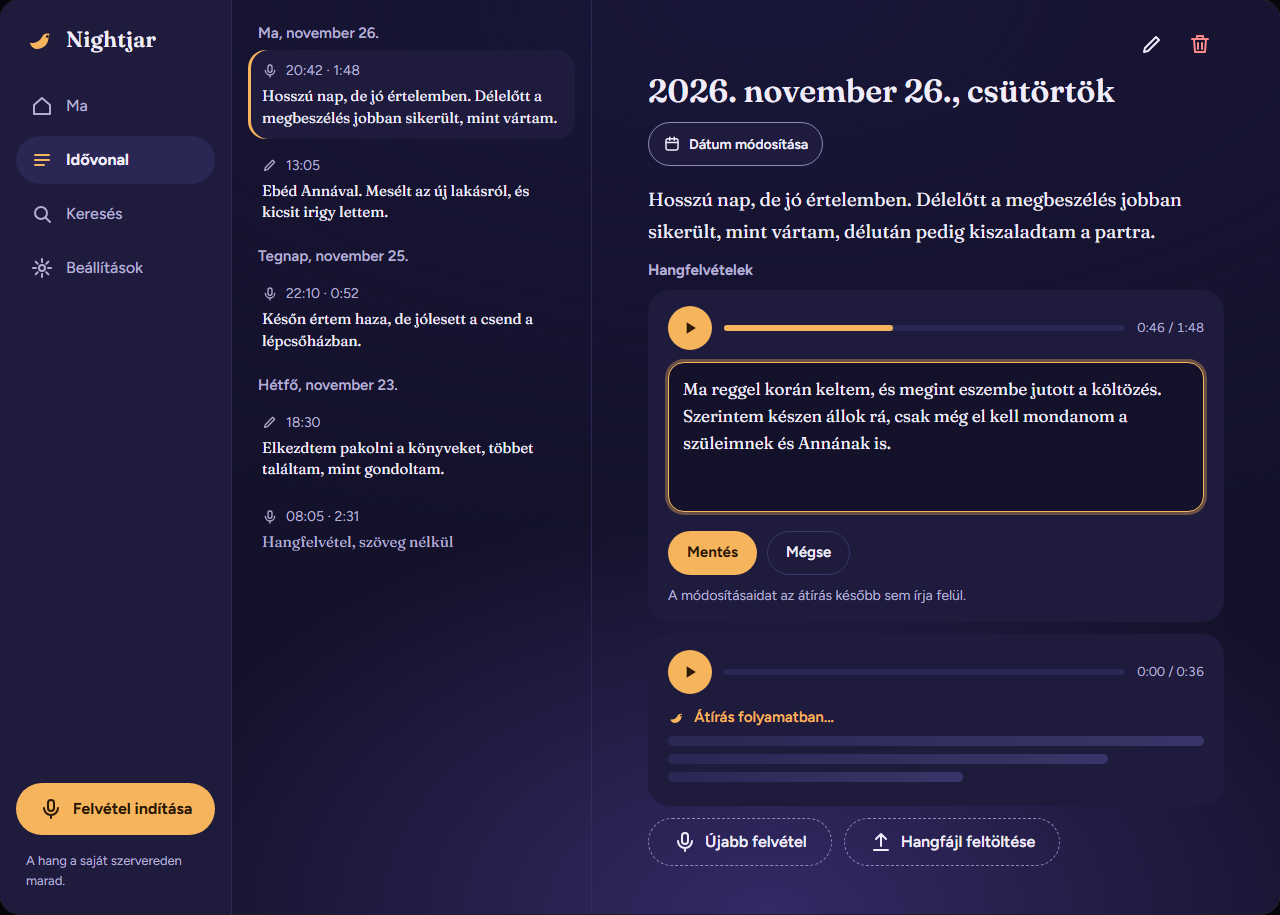 Nightjar
Ma
Idővonal
Keresés
Beállítások
Felvétel indítása
A hang a saját szervereden
marad.
Ma, november 26.
20:42 · 1:48
Hosszú nap, de jó értelemben. Délelőtt a
megbeszélés jobban sikerült, mint vártam.
13:05
Ebéd Annával. Mesélt az új lakásról, és
kicsit irigy lettem.
Tegnap, november 25.
22:10 · 0:52
Későn értem haza, de jólesett a csend a
lépcsőházban.
Hétfő, november 23.
18:30
Elkezdtem pakolni a könyveket, többet
találtam, mint gondoltam.
08:05 · 2:31
Hangfelvétel, szöveg nélkül
2026. november 26., csütörtök
Dátum módosítása
Hosszú nap, de jó értelemben. Délelőtt a megbeszélés jobban
sikerült, mint vártam, délután pedig kiszaladtam a partra.
Hangfelvételek
0:46 / 1:48
Ma reggel korán keltem, és megint eszembe jutott a költözés.
Szerintem készen állok rá, csak még el kell mondanom a
szüleimnek és Annának is.
Mentés
Mégse
A módosításaidat az átírás később sem írja felül.
0:00 / 0:36
Átírás folyamatban…
Újabb felvétel
Hangfájl feltöltése